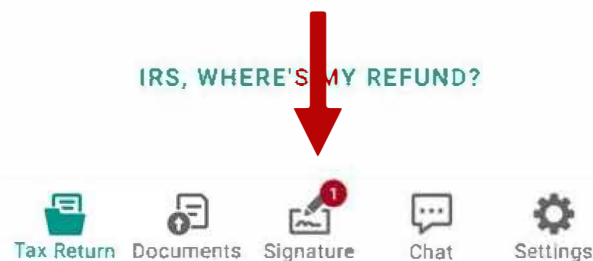 IRS, WHERE'S MY REFUND?
1
Tax Return Documents Signature Chat Settings